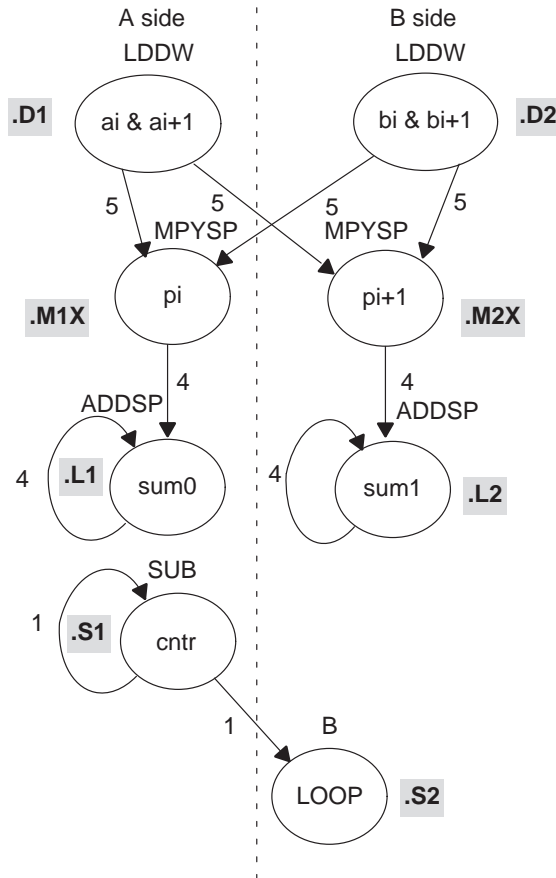 A side B side
LDDW LDDW
.D1 ai & ai+1 bi & bi+1 .D2
5 5 5 5
MPYSP MPYSP
.M1X pi pi+1 .M2X
4 4
ADDSP ADDSP
4 .L1 sum0 4 sum1 .L2
SUB
1 .S1 cntr
1 B
LOOP .S2